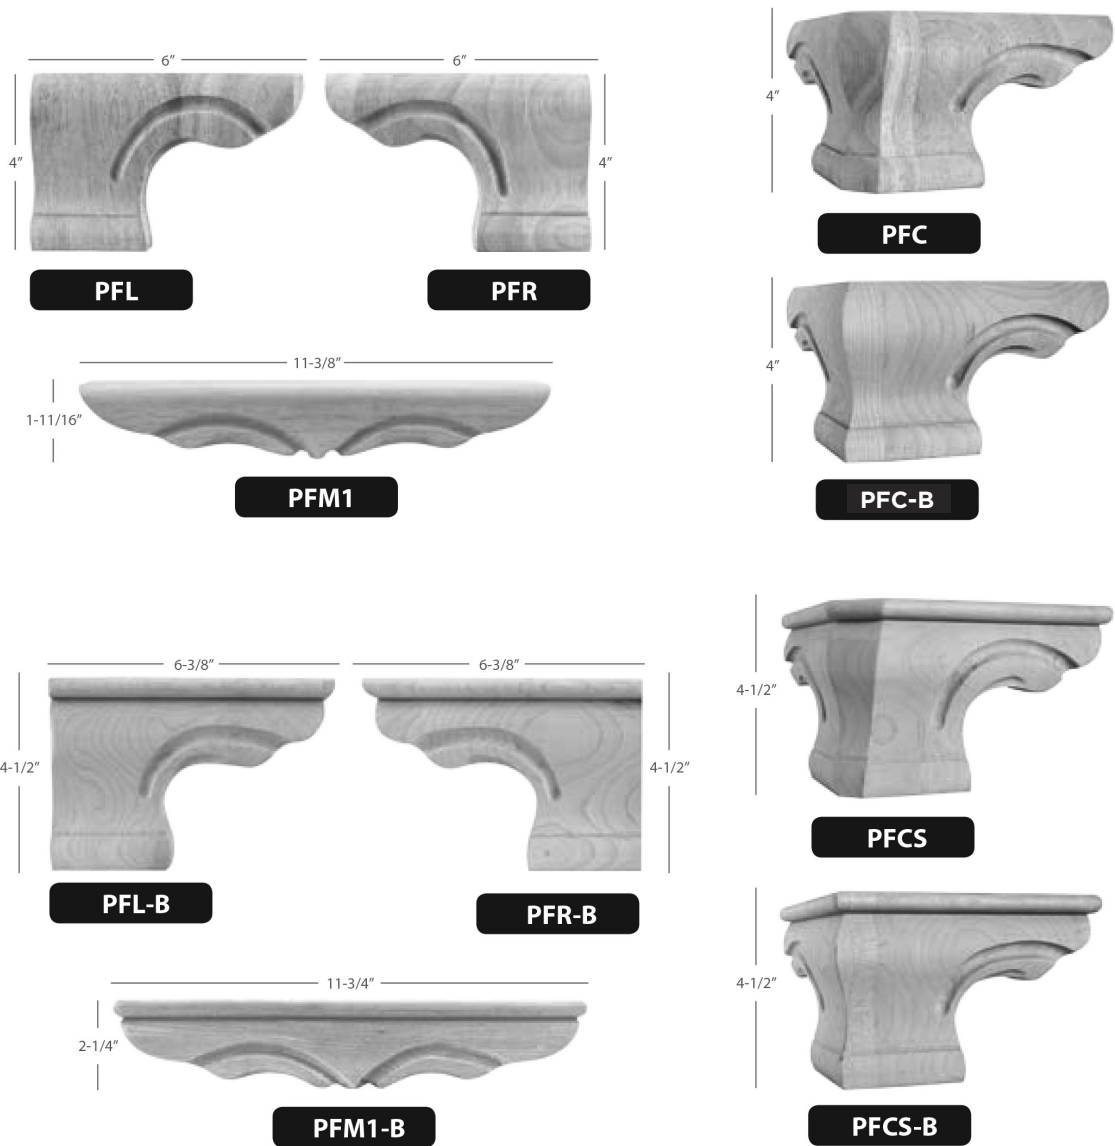 6”
6”
4”
4”
PFL
PFR
11-3/8”
1-11/16”
PFM1
4”
PFC
4”
PFC-B
6-3/8”
6-3/8”
4-1/2”
4-1/2”
PFL-B
PFR-B
11-3/4”
2-1/4”
PFM1-B
4-1/2”
PFCS
4-1/2”
PFCS-B